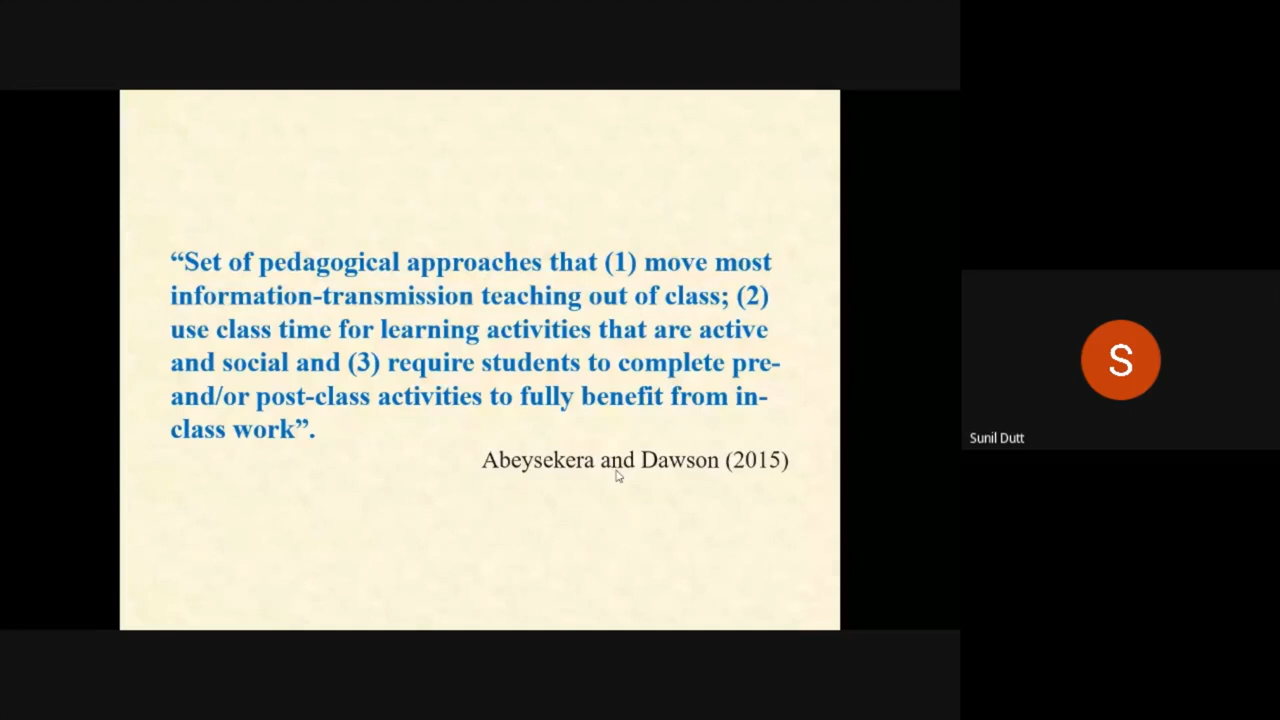 “Set of pedagogical approaches that (1) move most
information-transmission teaching out of class; (2)
use class time for learning activities that are active
and social and (3) require students to complete pre-
and/or post-class activities to fully benefit from in-
class work”.
Abeysekera and Dawson (2015)
S
Sunil Dutt